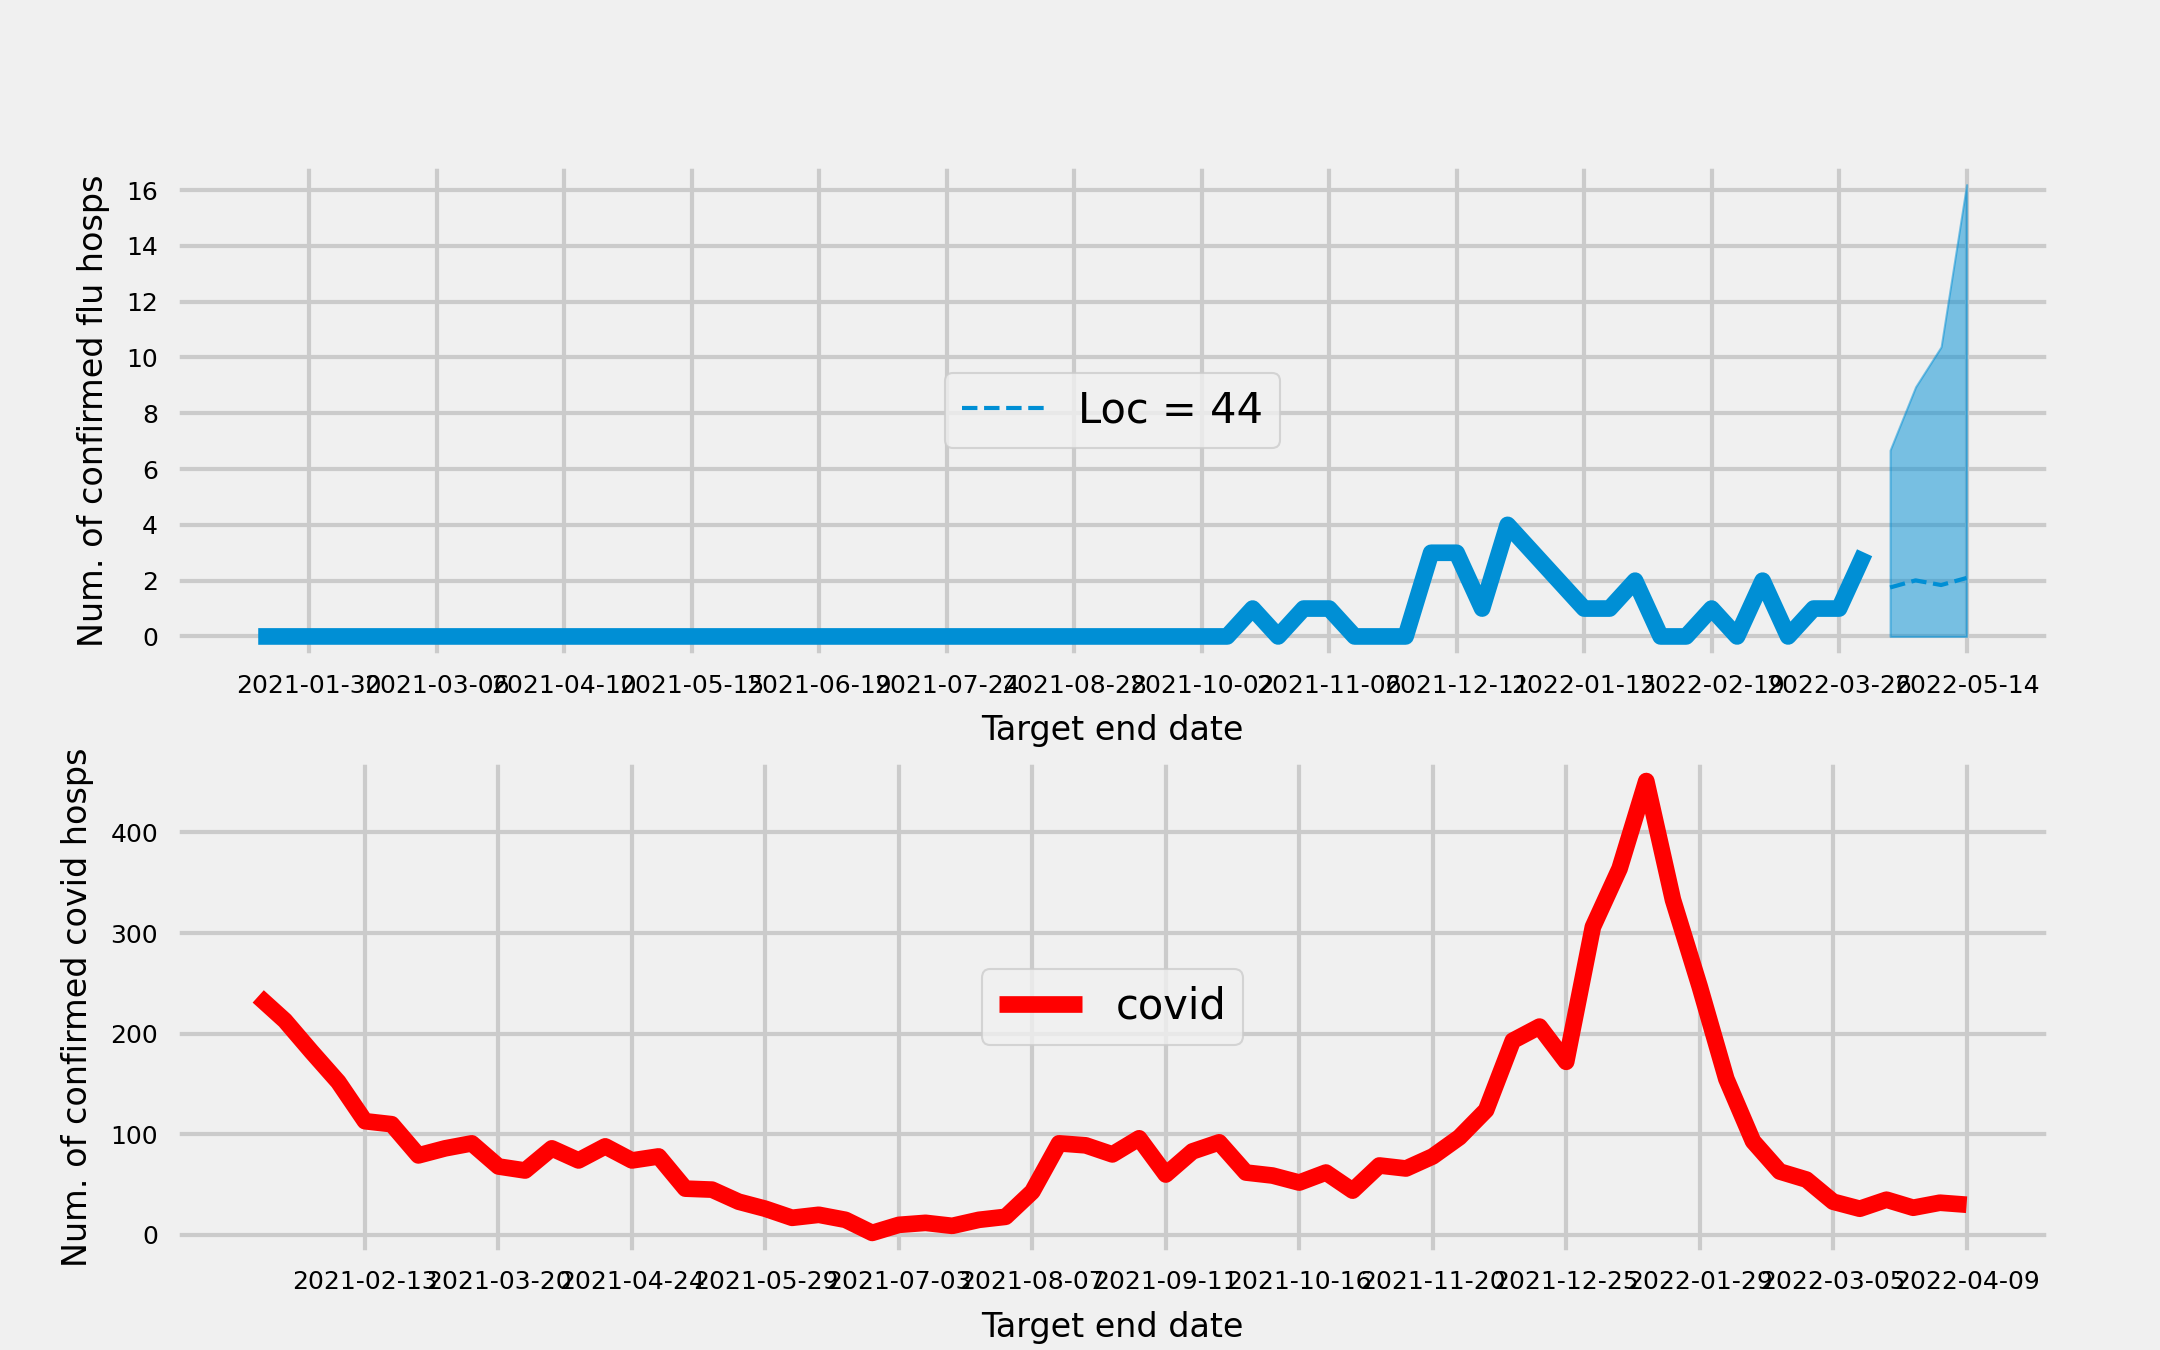 Num. of confirmed flu hosps
16
14
12
10
8
6
4
2
0
Loc = 44
2021-01-30 2021-03-06 2021-04-10 2021-05-15 2021-06-19 2021-07-24 2021-08-28 2021-10-02 2021-11-06 2021-12-11 2022-01-15 2022-02-19 2022-03-26 2022-05-14
Target end date
Num. of confirmed covid hosps
400
300
200
100
0
covid
2021-02-13 2021-03-20 2021-04-24 2021-05-29 2021-07-03 2021-08-07 2021-09-11 2021-10-16 2021-11-20 2021-12-25 2022-01-29 2022-03-05 2022-04-09
Target end date